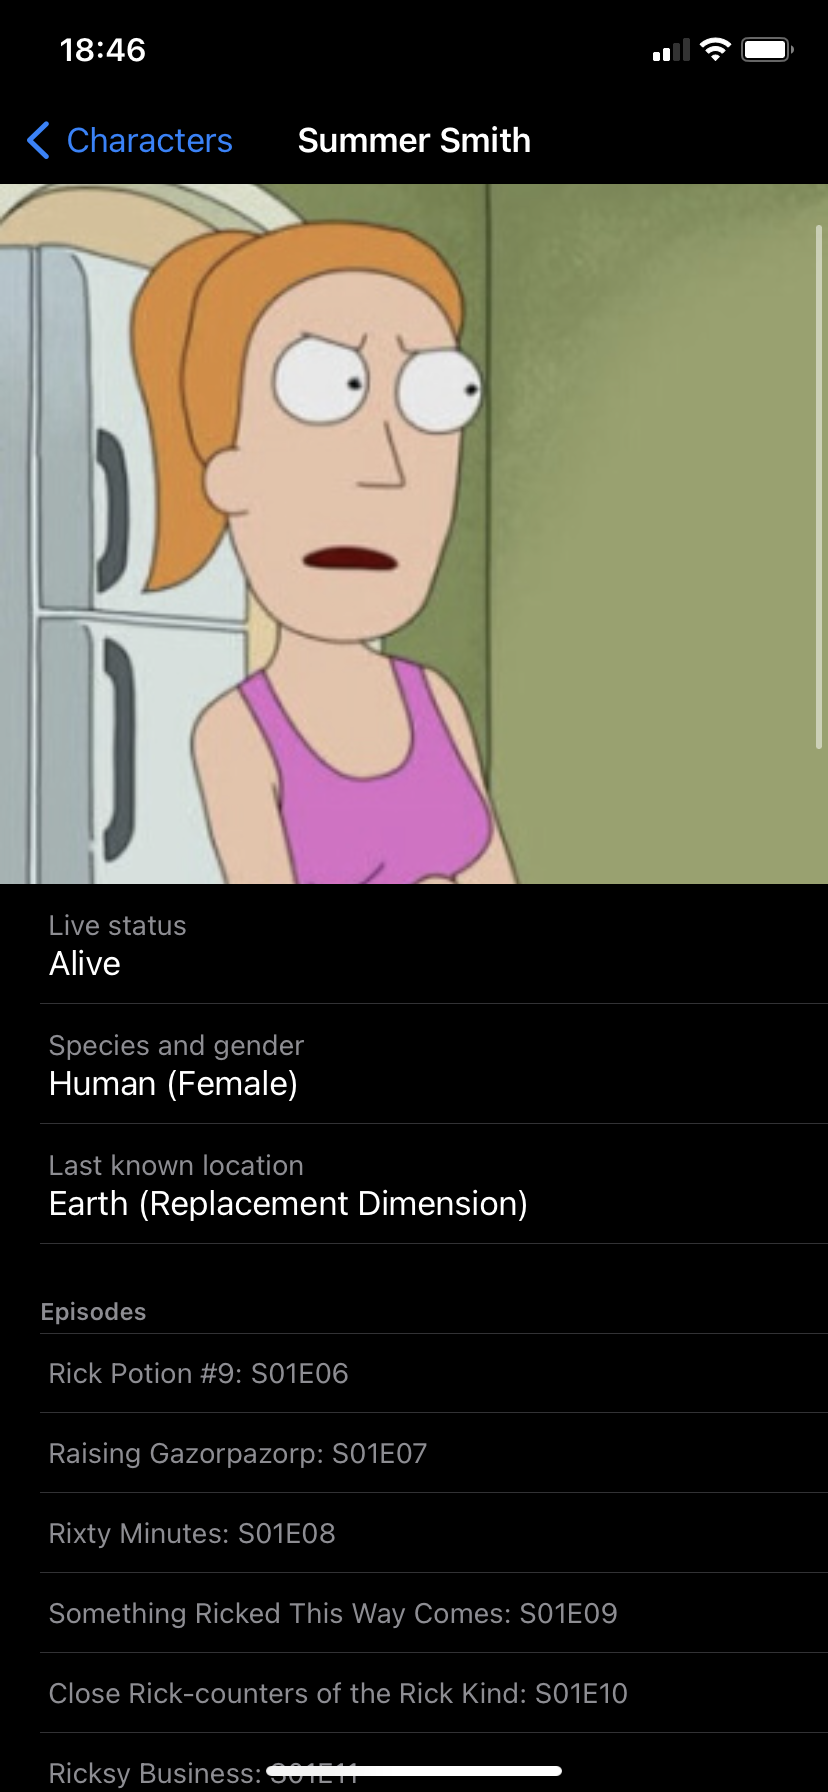 18:46
Characters Summer Smith
Live status
Alive
Species and gender
Human (Female)
Last known location
Earth (Replacement Dimension)
Episodes
Rick Potion #9: S01E06
Raising Gazorpazorp: S01E07
Rixty Minutes: S01E08
Something Ricked This Way Comes: S01E09
Close Rick-counters of the Rick Kind: S01E10
Ricksy Business: S01E11